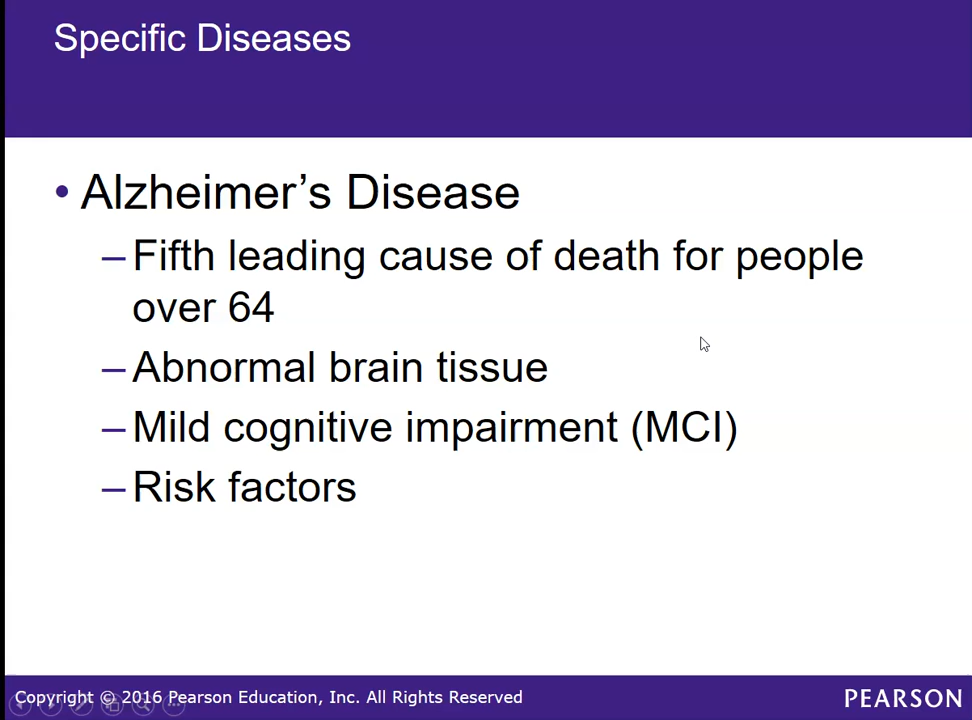 Specific Diseases
• Alzheimer’s Disease
– Fifth leading cause of death for people
over 64
– Abnormal brain tissue
– Mild cognitive impairment (MCI)
– Risk factors
Copyright © 2016 Pearson Education, Inc. All Rights Reserved
PEARSON